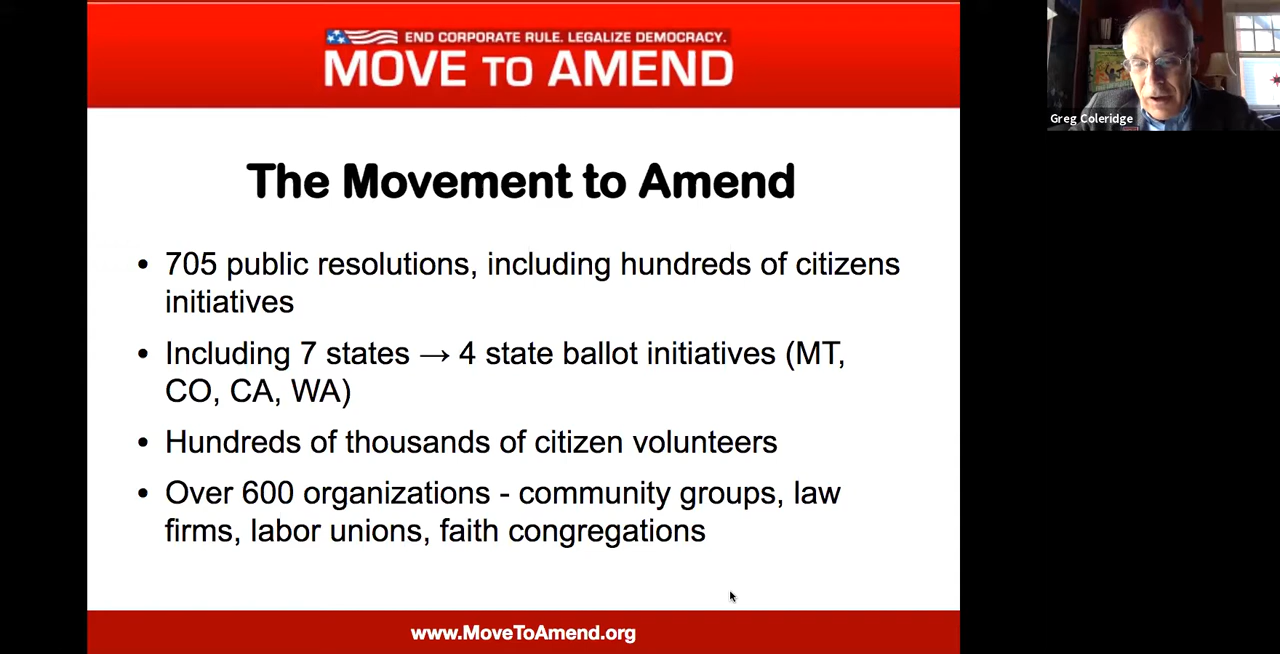 END CORPORATE RULE. LEGALIZE DEMOCRACY.
MOVE TO AMEND
Greg Coleridge
The Movement to Amend
• 705 public resolutions, including hundreds of citizens
initiatives
• Including 7 states → 4 state ballot initiatives (MT,
CO, CA, WA)
• Hundreds of thousands of citizen volunteers
• Over 600 organizations - community groups, law
firms, labor unions, faith congregations
www.MoveToAmend.org